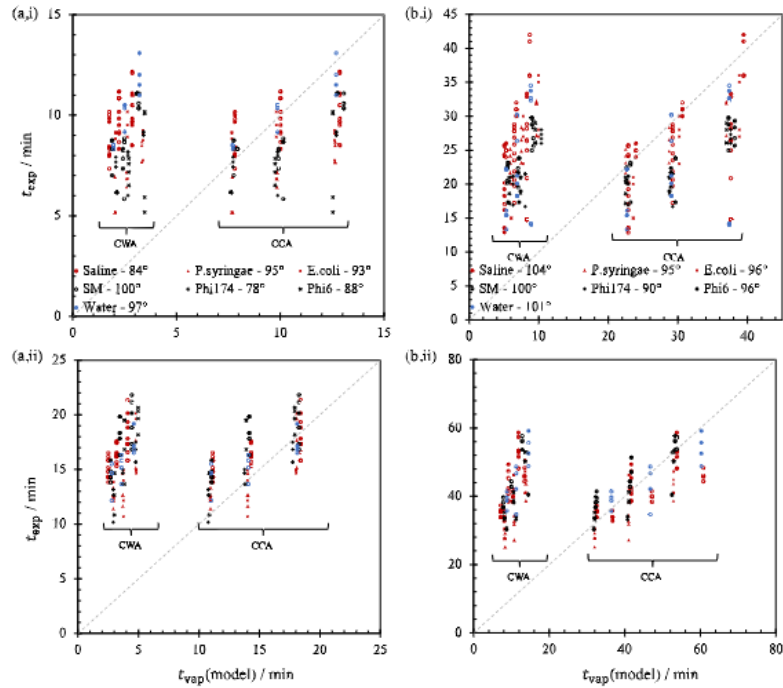 (a,i)
15
10
5
0
t_exp / min
CWA
CCA
Saline - 84°
P.syringae - 95°
E.coli - 93°
SM - 100°
Phi174 - 78°
Phi6 - 88°
Water - 97°
0
5
10
15
(b,i)
45
40
35
30
25
20
15
10
5
0
CWA
CCA
Saline - 104°
P.syringae - 95°
E.coli - 96°
SM - 100°
Phi174 - 90°
Phi6 - 96°
Water - 101°
0
10
20
30
40
(a,ii)
25
20
15
10
5
0
t_exp / min
CWA
CCA
0
5
10
15
20
25
t_vap(model) / min
(b,ii)
80
60
40
20
0
CWA
CCA
0
20
40
60
80
t_vap(model) / min